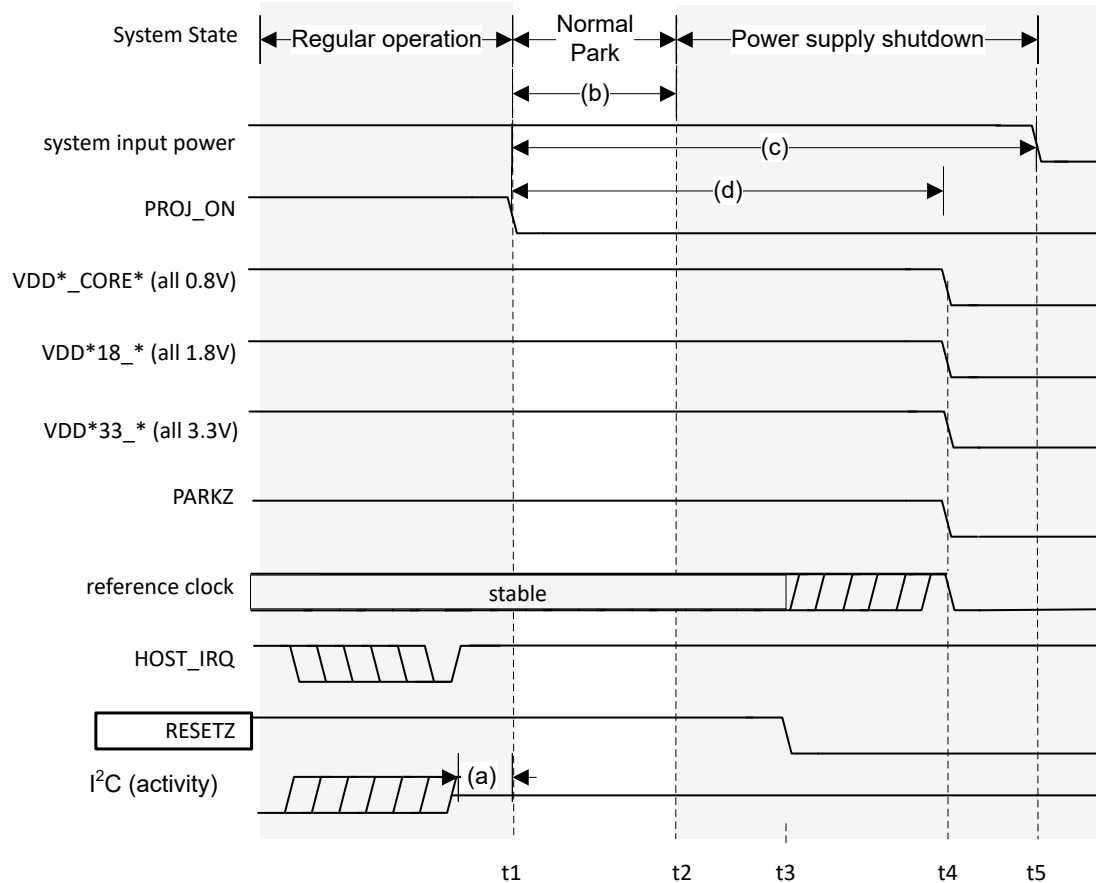 System State
Regular operation
Normal
Park
Power supply shutdown
(b)
system input power
(c)
(d)
PROJ_ON
VDD*_CORE* (all 0.8V)
VDD*18_* (all 1.8V)
VDD*33_* (all 3.3V)
PARKZ
reference clock
stable
HOST_IRQ
RESETZ
I²C (activity)
(a)
t1 t2 t3 t4 t5